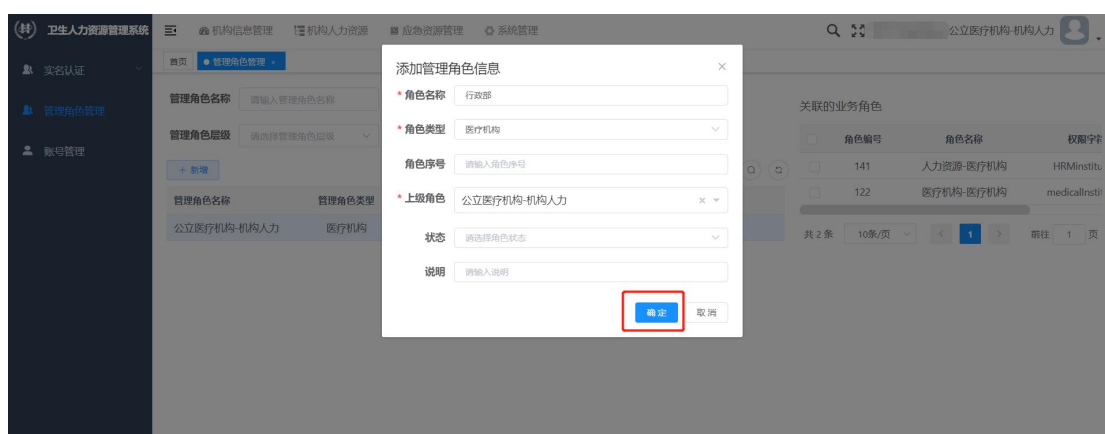 卫生人力资源管理系统
机构信息管理 机构人力资源 应急资源管理 系统管理
公立医疗机构-机构人力
实名认证
管理角色管理
账号管理
首页 ● 管理角色管理 ×
管理角色名称 请输入管理角色名称
管理角色层级 请选择管理角色层级
+ 新增
管理角色名称 管理角色类型
公立医疗机构-机构人力 医疗机构
添加管理角色信息 ×
* 角色名称 行政部
* 角色类型 医疗机构
角色序号 请输入角色序号
* 上级角色 公立医疗机构-机构人力
状态 请选择角色状态
说明 请输入说明
确定 取消
关联的业务角色
角色编号 角色名称 权限字
141 人力资源-医疗机构 HRMinstitu
122 医疗机构-医疗机构 medicalInstit
共 2 条 10条/页 < 1 > 前往 1 页